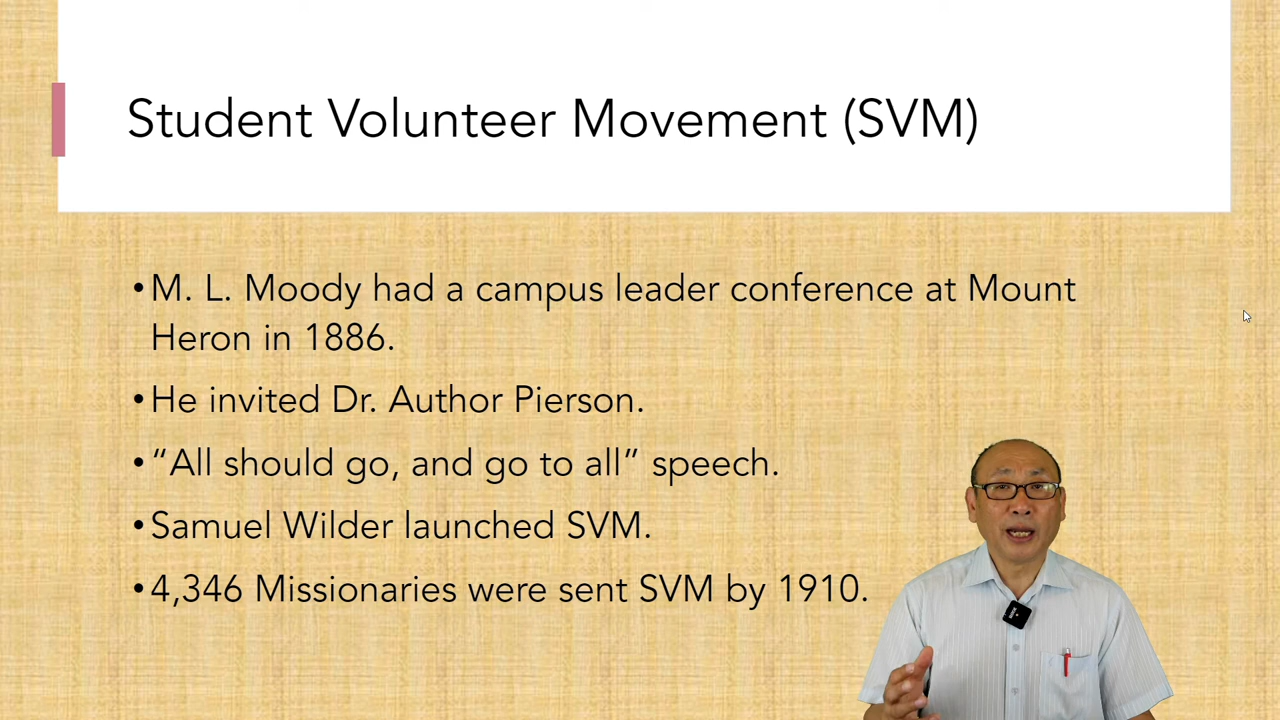 Student Volunteer Movement (SVM)
•M. L. Moody had a campus leader conference at Mount
Heron in 1886.
•He invited Dr. Author Pierson.
•“All should go, and go to all” speech.
•Samuel Wilder launched SVM.
•4,346 Missionaries were sent SVM by 1910.